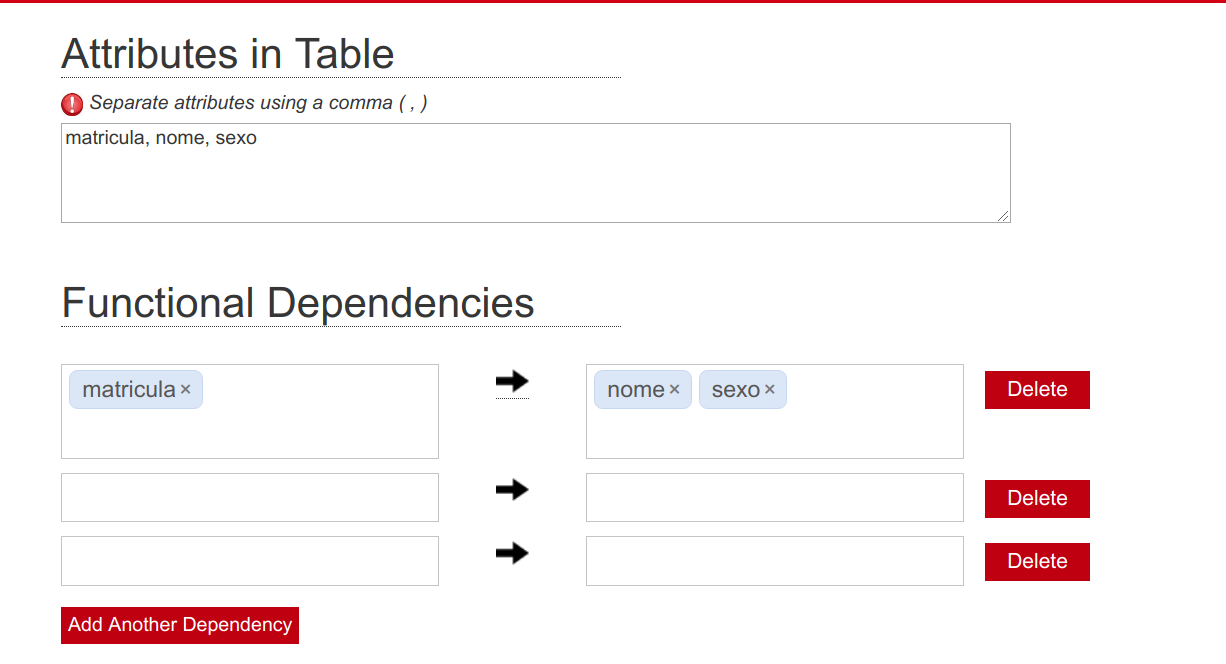 Attributes in Table
Separate attributes using a comma ( , )
matricula, nome, sexo
Functional Dependencies
matricula× nome× sexo× Delete
Delete
Delete
Add Another Dependency